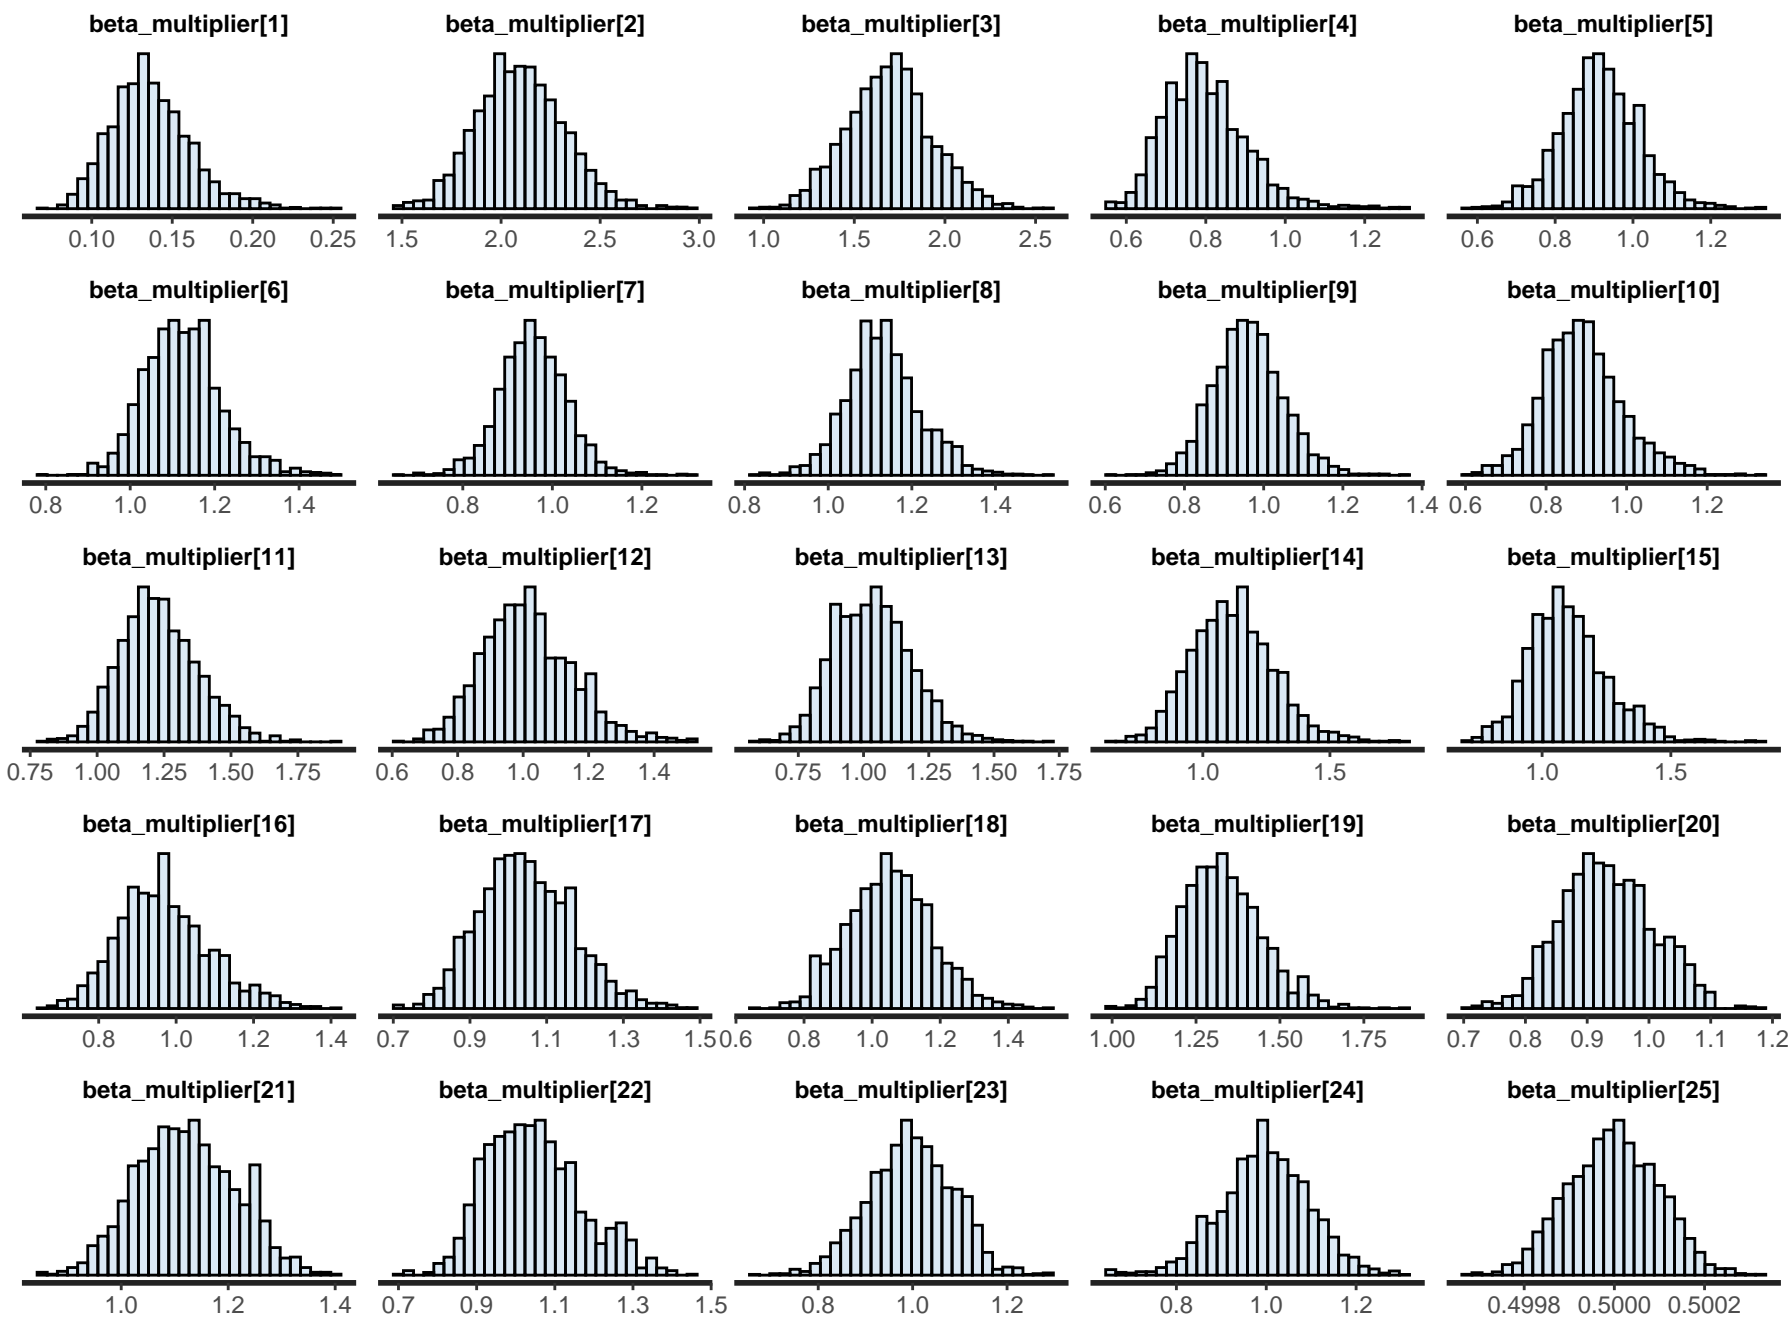 beta_multiplier[1] beta_multiplier[2] beta_multiplier[3] beta_multiplier[4] beta_multiplier[5]
0.10 0.15 0.20 0.25 1.5 2.0 2.5 3.0 1.0 1.5 2.0 2.5 0.6 0.8 1.0 1.2 0.6 0.8 1.0 1.2
beta_multiplier[6] beta_multiplier[7] beta_multiplier[8] beta_multiplier[9] beta_multiplier[10]
0.8 1.0 1.2 1.4 0.8 1.0 1.2 0.8 1.0 1.2 1.4 0.6 0.8 1.0 1.2 1.4 0.6 0.8 1.0 1.2
beta_multiplier[11] beta_multiplier[12] beta_multiplier[13] beta_multiplier[14] beta_multiplier[15]
0.75 1.00 1.25 1.50 1.75 0.6 0.8 1.0 1.2 1.4 0.75 1.00 1.25 1.50 1.75 1.0 1.5 1.0 1.5
beta_multiplier[16] beta_multiplier[17] beta_multiplier[18] beta_multiplier[19] beta_multiplier[20]
0.8 1.0 1.2 1.4 0.7 0.9 1.1 1.3 1.5 0.6 0.8 1.0 1.2 1.4 1.00 1.25 1.50 1.75 0.7 0.8 0.9 1.0 1.1 1.2
beta_multiplier[21] beta_multiplier[22] beta_multiplier[23] beta_multiplier[24] beta_multiplier[25]
1.0 1.2 1.4 0.7 0.9 1.1 1.3 1.5 0.8 1.0 1.2 0.8 1.0 1.2 0.4998 0.5000 0.5002